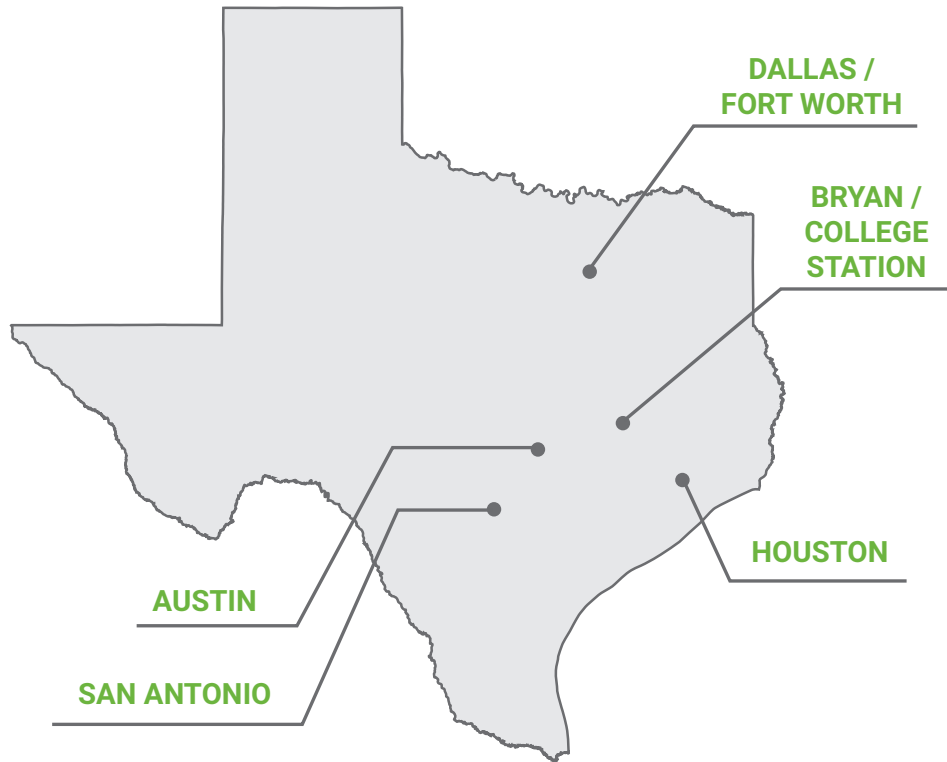 DALLAS /
FORT WORTH
BRYAN /
COLLEGE
STATION
HOUSTON
AUSTIN
SAN ANTONIO